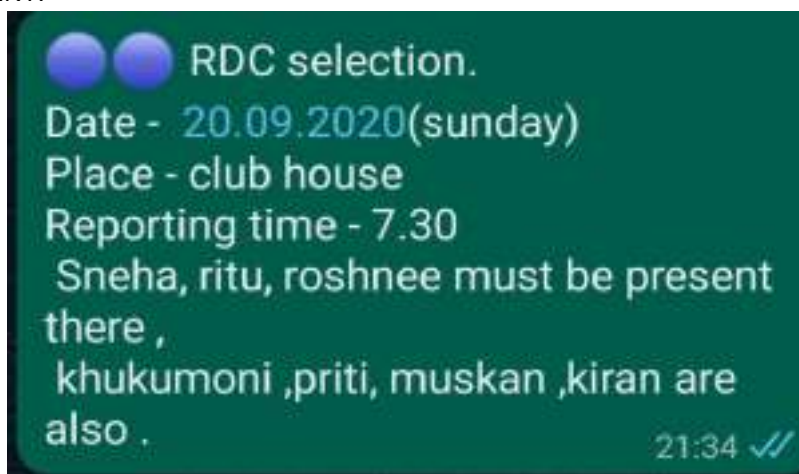 🔵🔵 RDC selection.
Date - 20.09.2020(sunday)
Place - club house
Reporting time - 7.30
Sneha, ritu, roshnee must be present
there ,
khukumoni ,priti, muskan ,kiran are
also .
21:34